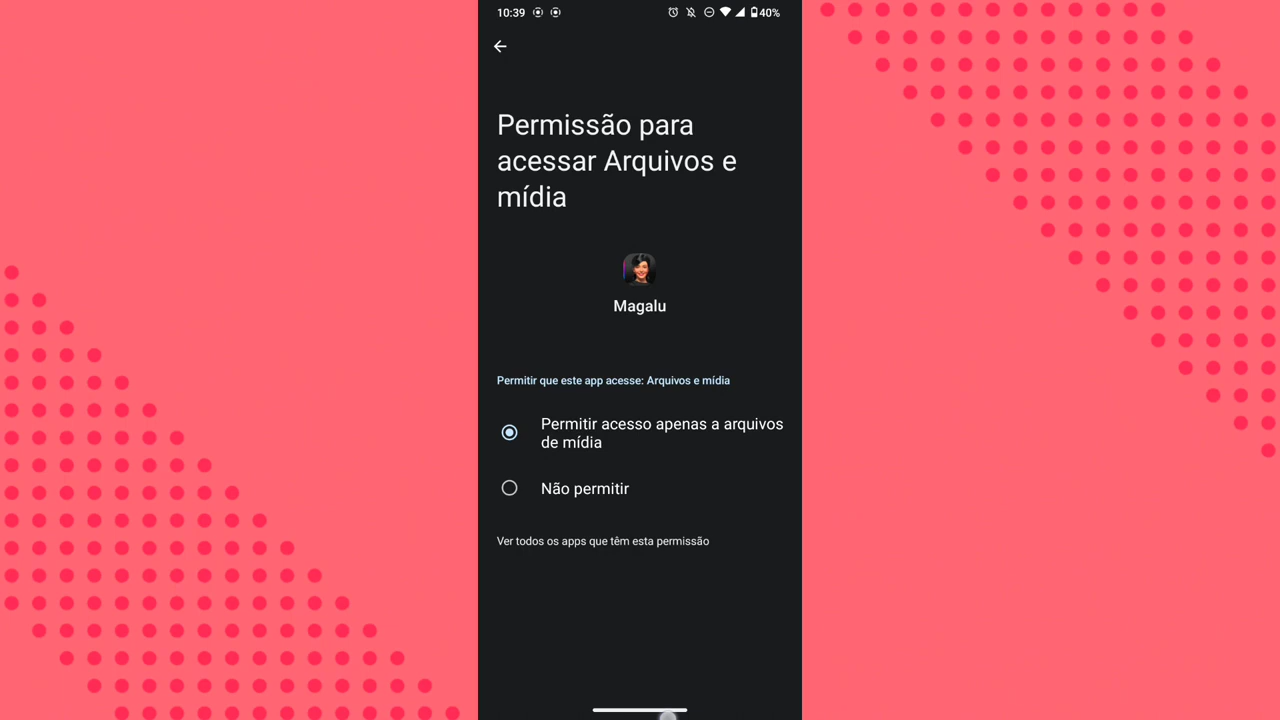 10:39
40%
Permissão para
acessar Arquivos e
mídia
Magalu
Permitir que este app acesse: Arquivos e mídia
Permitir acesso apenas a arquivos
de mídia
Não permitir
Ver todos os apps que têm esta permissão